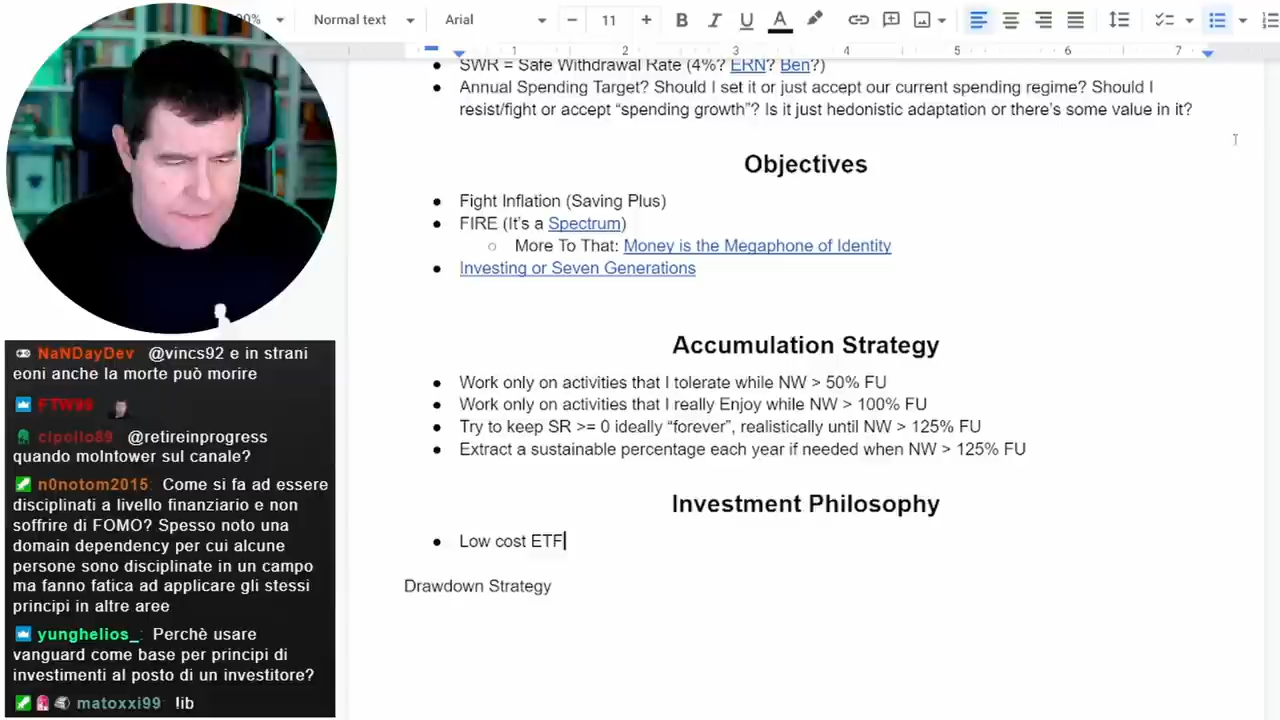 Normal text
Arial
11
B I U A
1 2 3 4 5 6 7
SWR = Safe Withdrawal Rate (4%? ERN? Ben?)
Annual Spending Target? Should I set it or just accept our current spending regime? Should I
resist/fight or accept “spending growth”? Is it just hedonistic adaptation or there’s some value in it?
Objectives
Fight Inflation (Saving Plus)
FIRE (It’s a Spectrum)
More To That: Money is the Megaphone of Identity
Investing or Seven Generations
Accumulation Strategy
Work only on activities that I tolerate while NW > 50% FU
Work only on activities that I really Enjoy while NW > 100% FU
Try to keep SR >= 0 ideally “forever”, realistically until NW > 125% FU
Extract a sustainable percentage each year if needed when NW > 125% FU
Investment Philosophy
Low cost ETF
Drawdown Strategy
NaNDayDev @vincs92 e in strani
eoni anche la morte può morire
FTW99
cipollo89 @retireinprogress
quando molntower sul canale?
n0notom2015: Come si fa ad essere
disciplinati a livello finanziario e non
soffrire di FOMO? Spesso noto una
domain dependency per cui alcune
persone sono disciplinate in un campo
ma fanno fatica ad applicare gli stessi
principi in altre aree
yunghelios_: Perchè usare
vanguard come base per principi di
investimenti al posto di un investitore?
matoxxi99: !lib